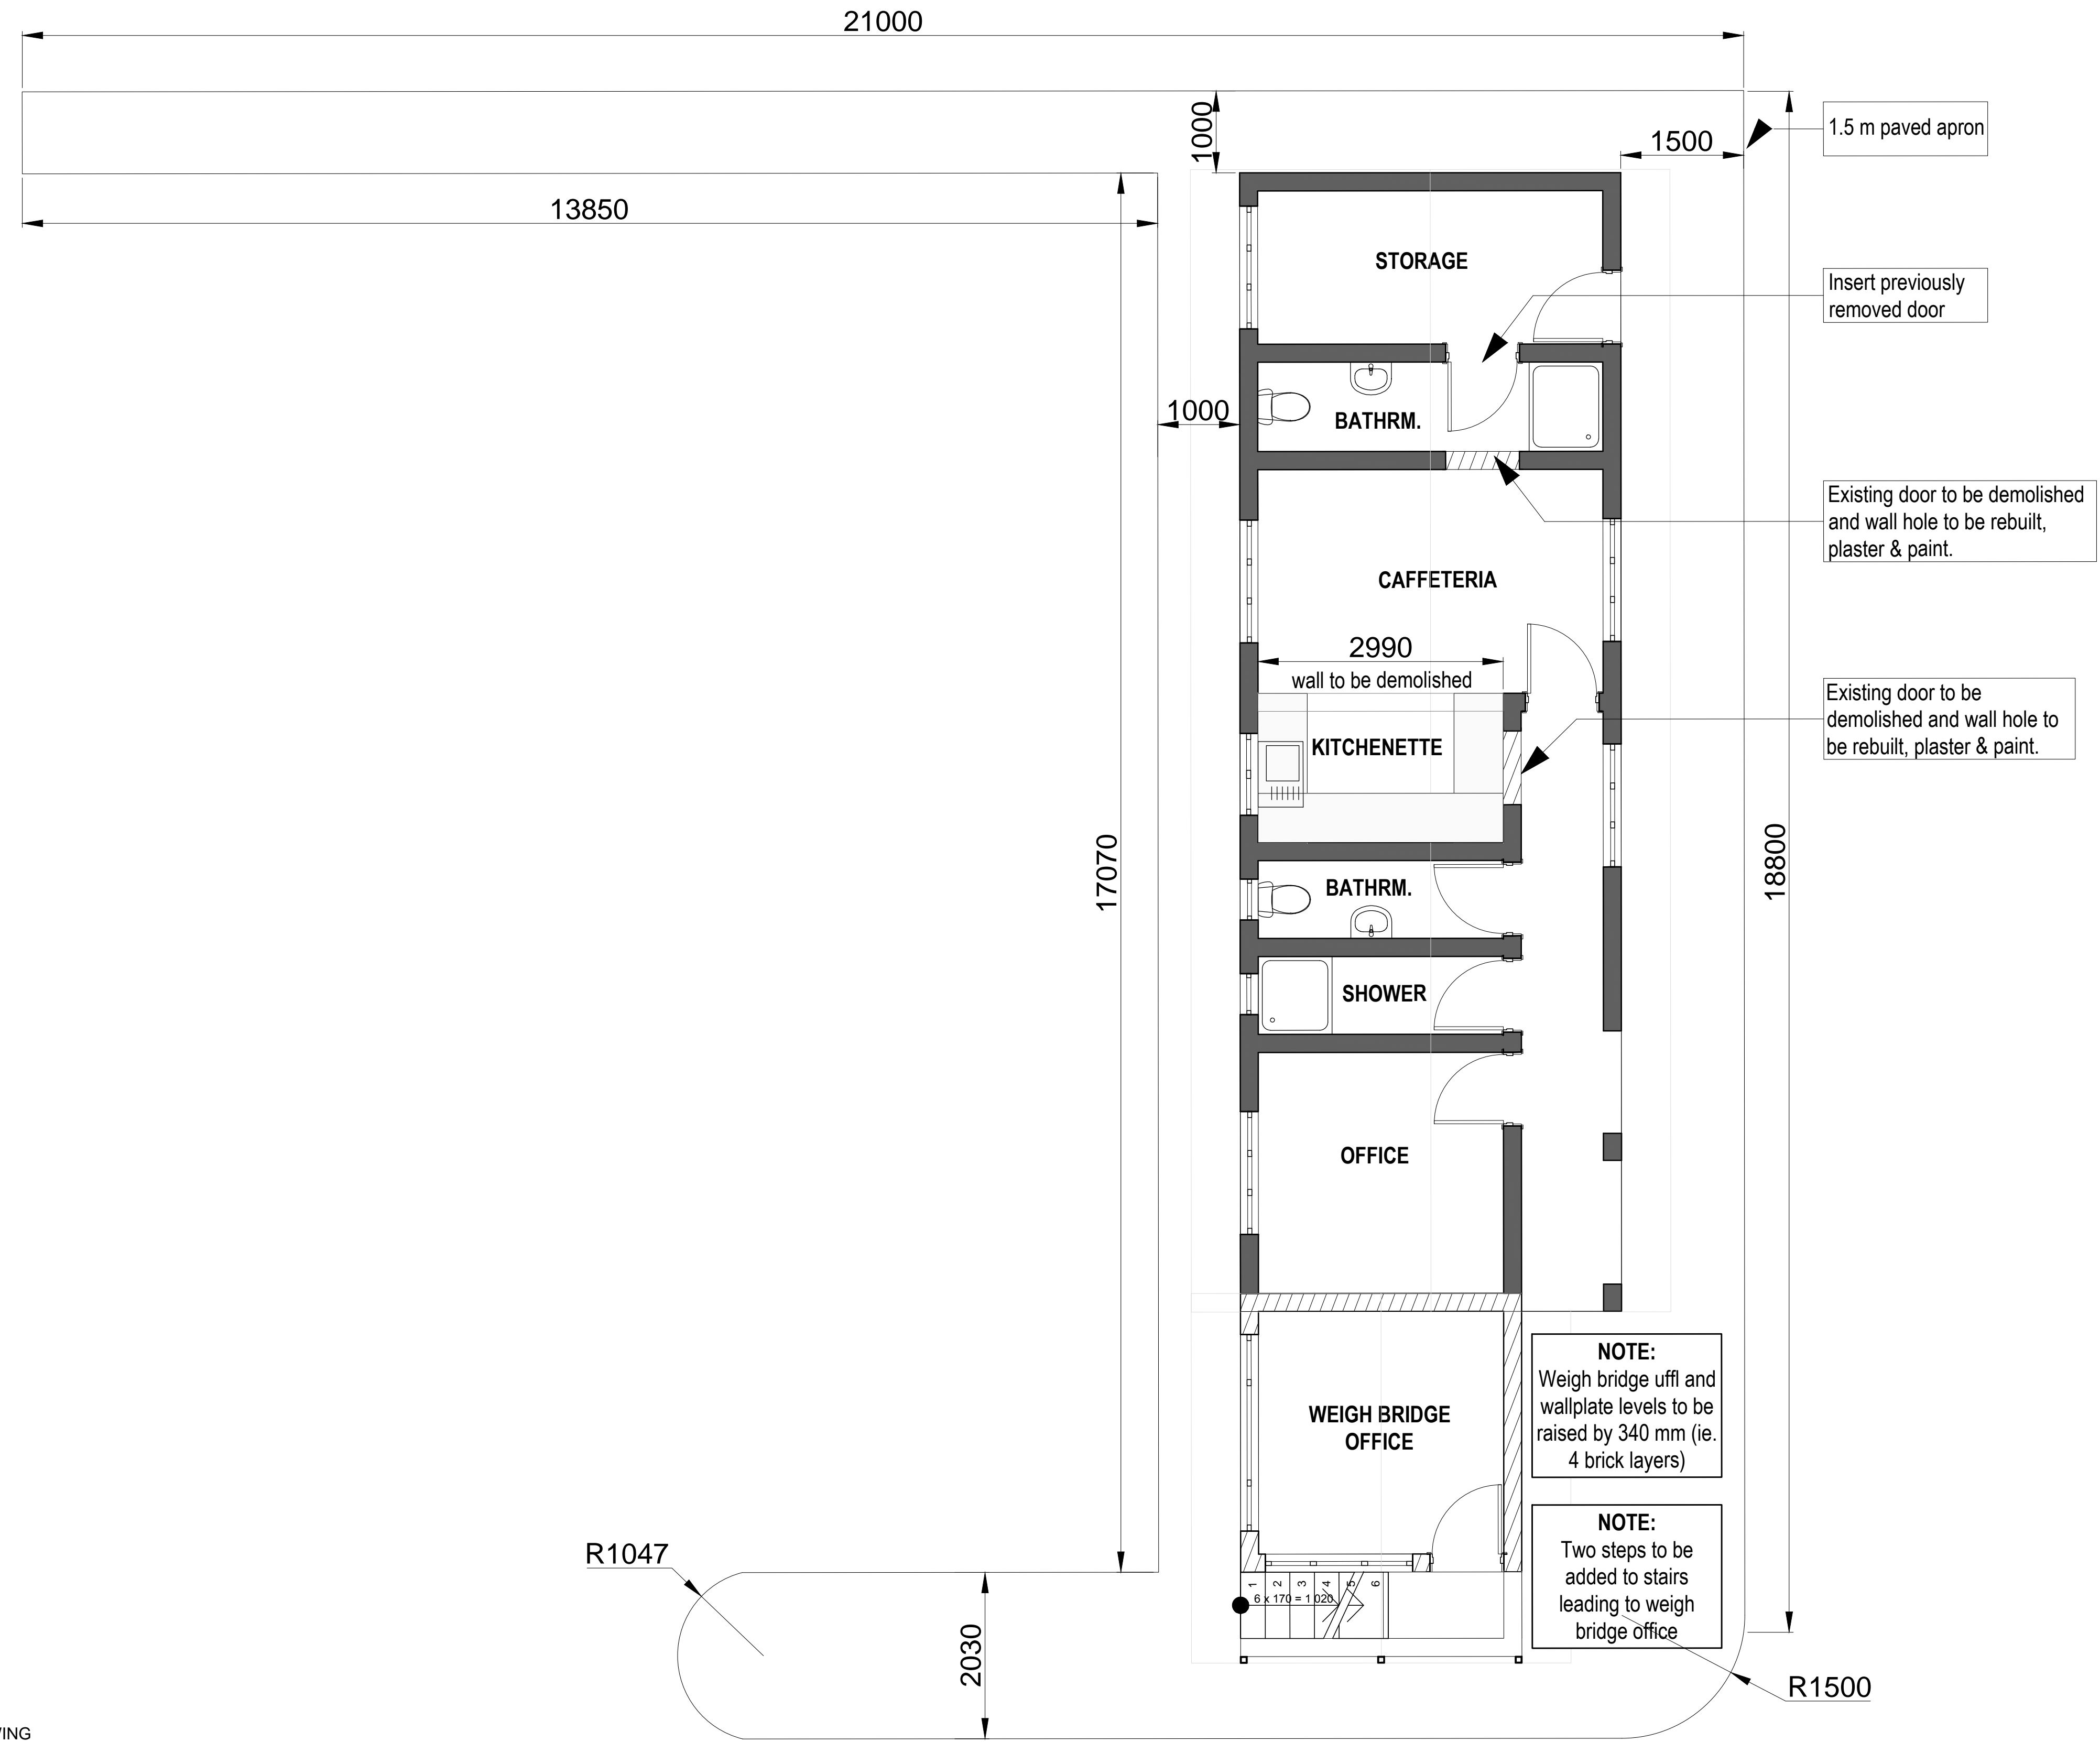 21000
1000
1500
1.5 m paved apron
13850
STORAGE
Insert previously
removed door
1000
BATHRM.
Existing door to be demolished
and wall hole to be rebuilt,
plaster & paint.
CAFFETERIA
2990
wall to be demolished
Existing door to be
demolished and wall hole to
be rebuilt, plaster & paint.
KITCHENETTE
17070
18800
BATHRM.
SHOWER
OFFICE
NOTE:
Weigh bridge uffl and
wallplate levels to be
raised by 340 mm (ie.
4 brick layers)
WEIGH BRIDGE
OFFICE
NOTE:
Two steps to be
added to stairs
leading to weigh
bridge office
R1047
1 2 3 4 5 6
6 x 170 = 1 020
2030
R1500